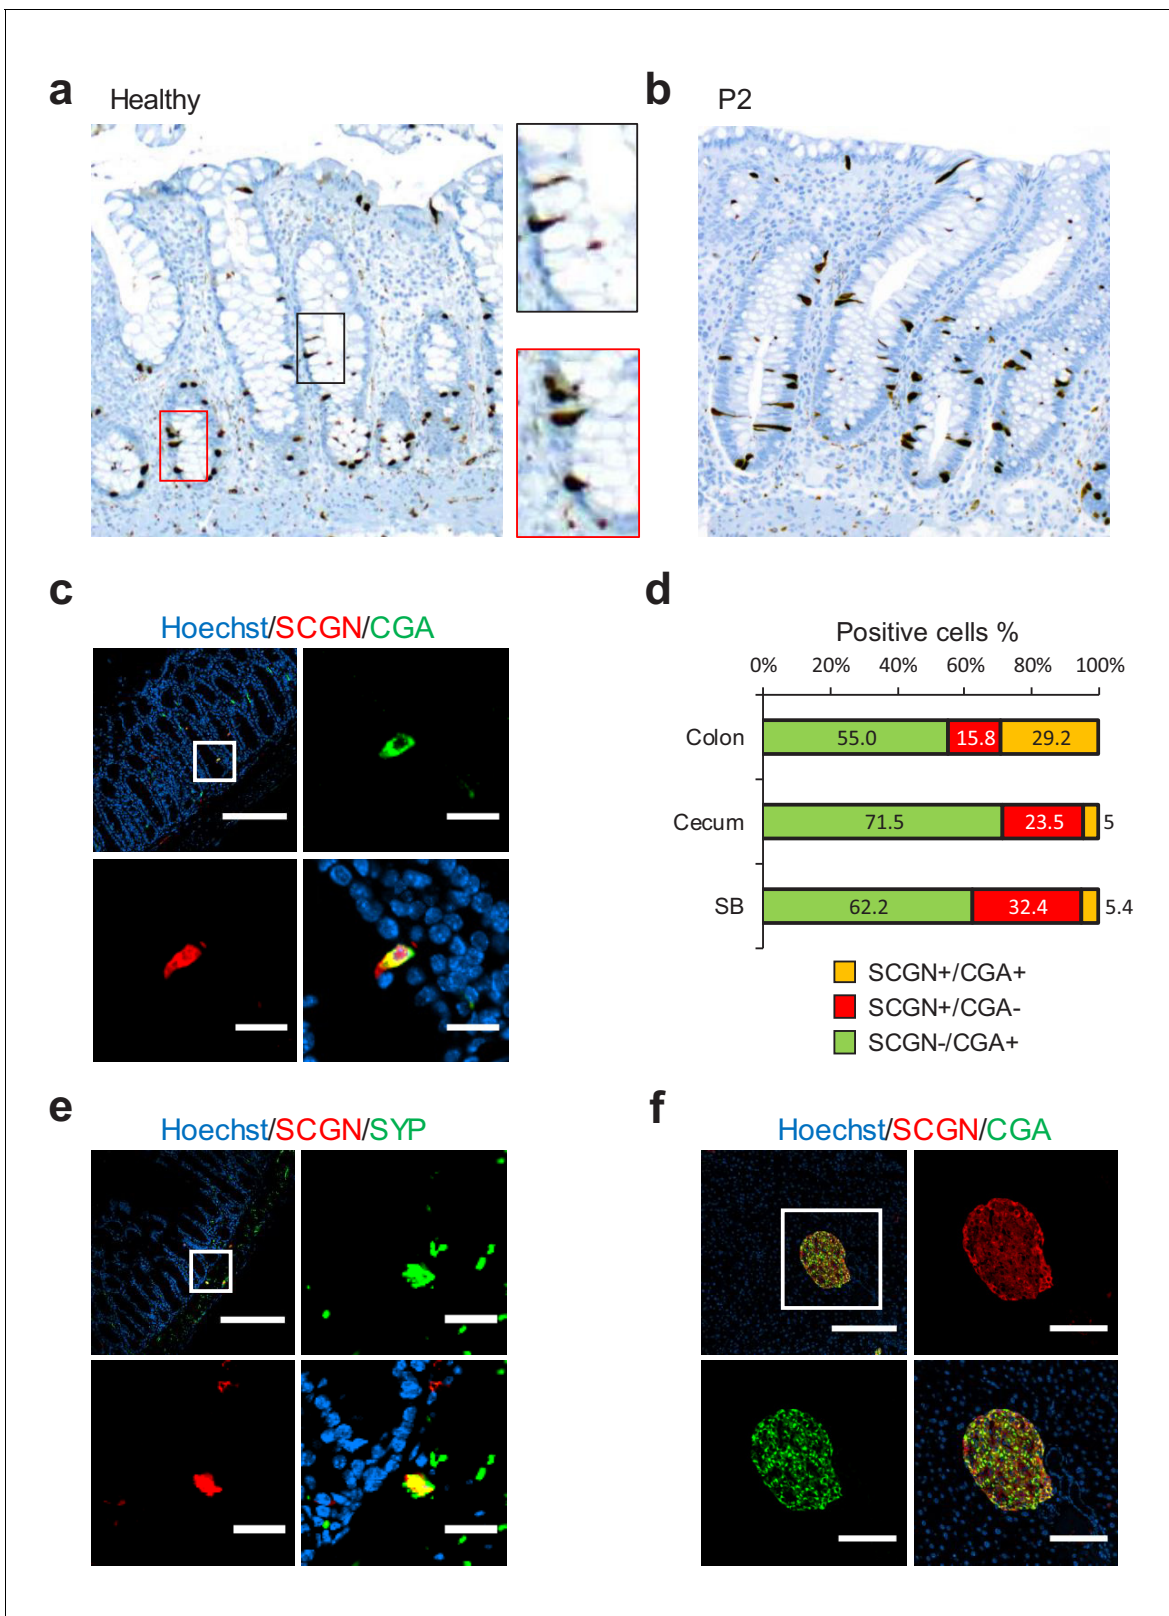 a Healthy
b P2
c
Hoechst/SCGN/CGA
d
Positive cells %
0% 20% 40% 60% 80% 100%
Colon 55.0 15.8 29.2
Cecum 71.5 23.5 5
SB 62.2 32.4 5.4
SCGN+/CGA+
SCGN+/CGA-
SCGN-/CGA+
e
Hoechst/SCGN/SYP
f
Hoechst/SCGN/CGA